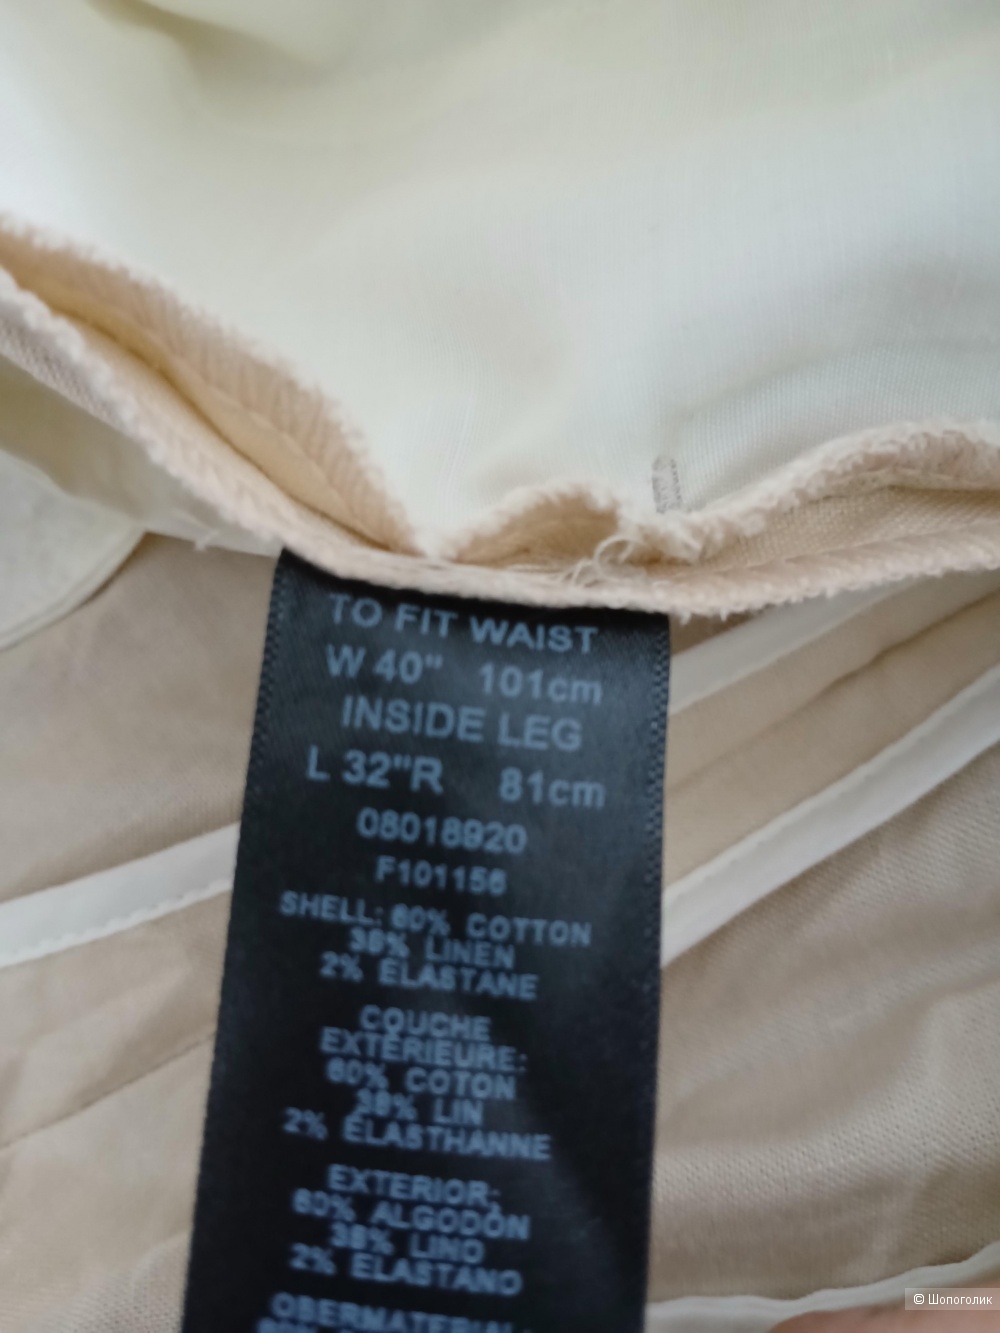 TO FIT WAIST
W 40" 101cm
INSIDE LEG
L 32"R 81cm
08018920
F101156
SHELL: 60% COTTON
38% LINEN
2% ELASTANE
COUCHE
EXTÉRIEURE:
60% COTON
38% LIN
2% ÉLASTHANNE
EXTERIOR:
60% ALGODÓN
38% LINO
2% ELASTANO
OBERMATERIAL:
© Шопоголик